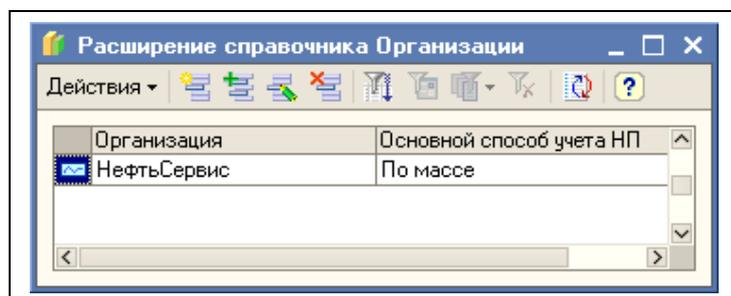 Расширение справочника Организации
Действия
Организация Основной способ учета НП
НефтьСервис По массе